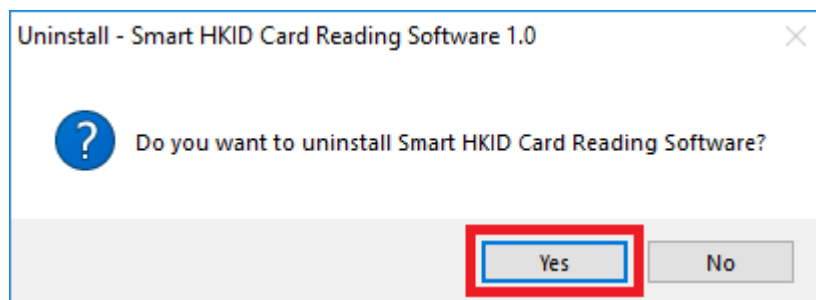 Uninstall - Smart HKID Card Reading Software 1.0
?
Do you want to uninstall Smart HKID Card Reading Software?
Yes No